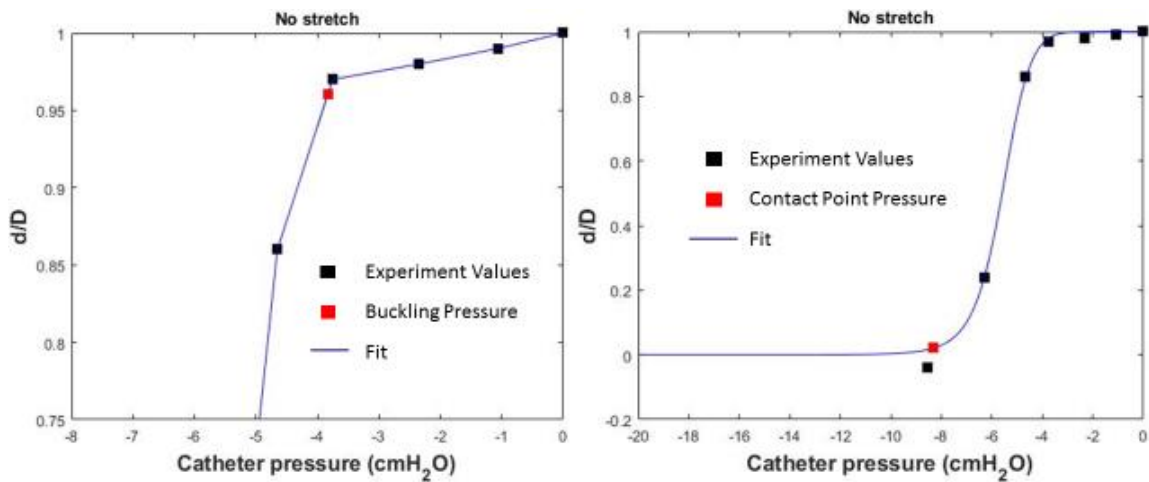 No stretch
1
0.95
0.9
0.85
0.8
0.75
d/D
Experiment Values
Buckling Pressure
Fit
-8 -7 -6 -5 -4 -3 -2 -1 0
Catheter pressure (cmH₂O)
No stretch
1
0.8
0.6
0.4
0.2
0
-0.2
d/D
Experiment Values
Contact Point Pressure
Fit
-20 -18 -16 -14 -12 -10 -8 -6 -4 -2 0
Catheter pressure (cmH₂O)